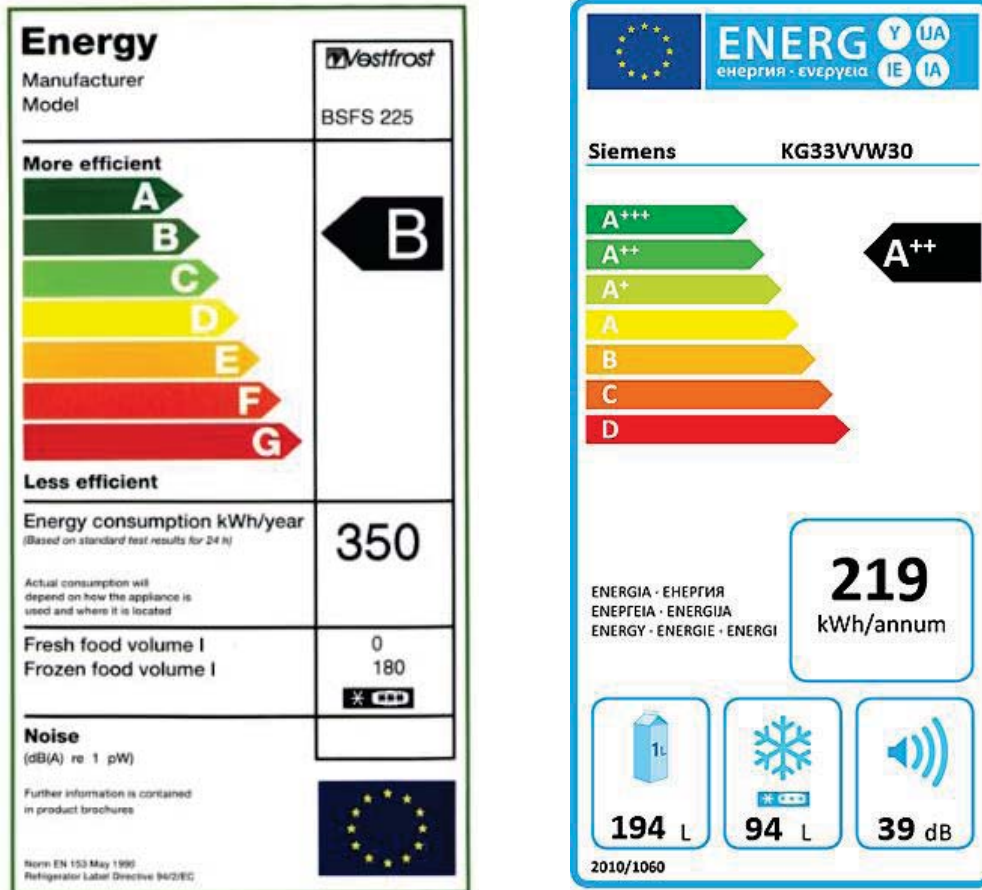 Energy
Manufacturer
Model
Vestfrost
BSFS 225
More efficient
A
B
C
D
E
F
G
B
Less efficient
Energy consumption kWh/year
(Based on standard test results for 24 h)
350
Actual consumption will
depend on how the appliance is
used and where it is located
Fresh food volume l
0
Frozen food volume l
180
Noise
(dB(A) re 1 pW)
Further information is contained
in product brochures
Norm EN 153 May 1990
Refrigerator Label Directive 94/2/EC
ENERG
енергия · ενεργεια
Y
IJA
IE
IA
Siemens KG33VVW30
A+++
A++
A+
A
B
C
D
A++
ENERGIA · ЕНЕРГИЯ
ΕΝΕΡΓΕΙΑ · ENERGIJA
ENERGY · ENERGIE · ENERGI
219
kWh/annum
1L
194 L
94 L
39 dB
2010/1060